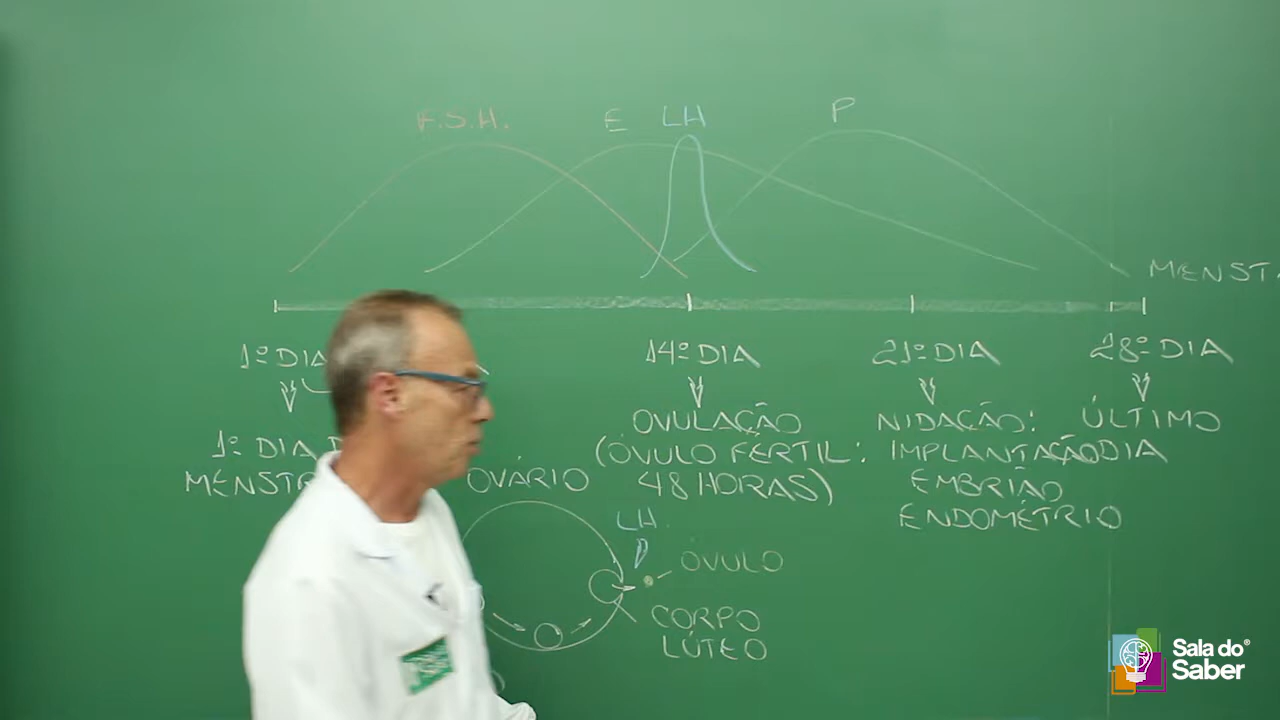 F.S.H. E LH P
MENST
1º DIA 14º DIA 21º DIA 28º DIA
OVULAÇÃO NIDAÇÃO: ÚLTIMO
1º DIA (ÓVULO FÉRTIL: IMPLANTAÇÃO DIA
MENSTR OVÁRIO 48 HORAS) EMBRIÃO
ENDOMÉTRIO
LH
ÓVULO
CORPO
LÚTEO
Sala do
Saber